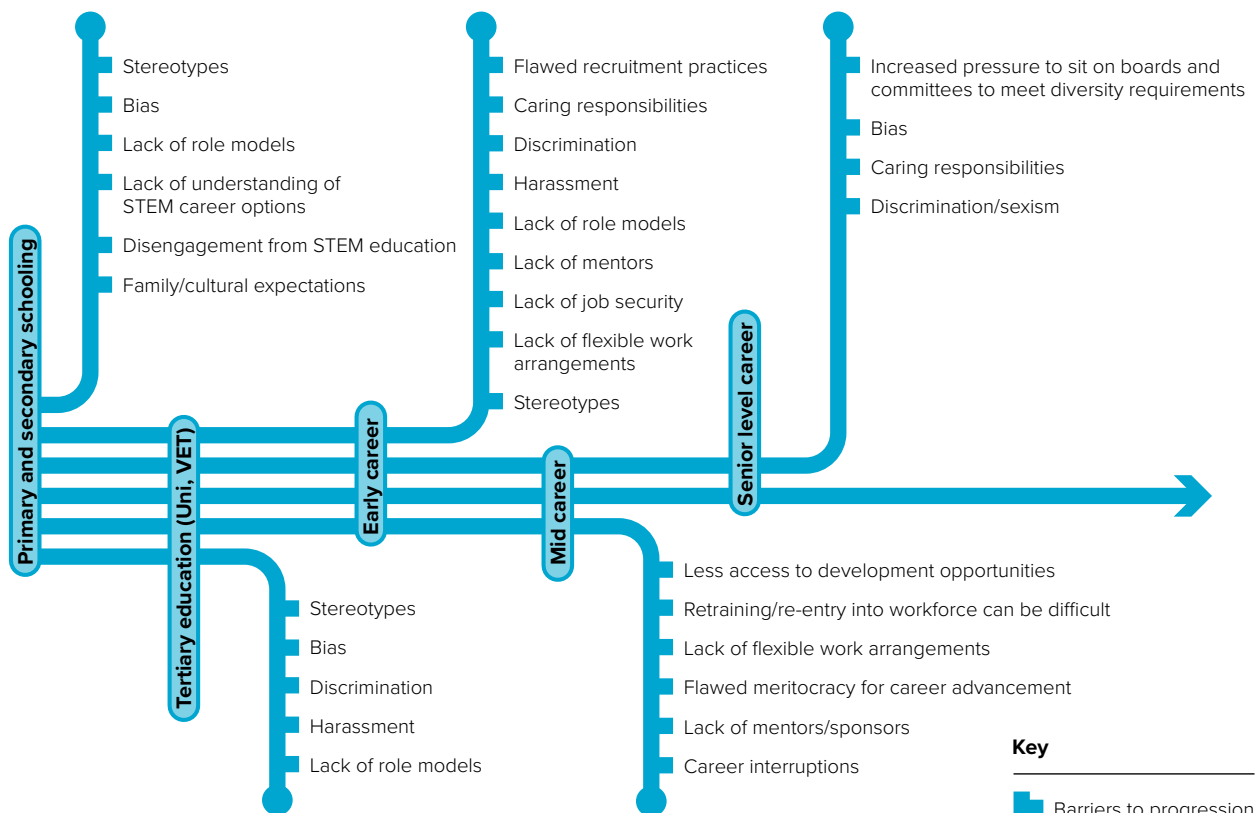 Stereotypes
Bias
Lack of role models
Lack of understanding of
STEM career options
Disengagement from STEM education
Family/cultural expectations
Flawed recruitment practices
Caring responsibilities
Discrimination
Harassment
Lack of role models
Lack of mentors
Lack of job security
Lack of flexible work
arrangements
Stereotypes
Increased pressure to sit on boards and
committees to meet diversity requirements
Bias
Caring responsibilities
Discrimination/sexism
Primary and secondary schooling
Tertiary education (Uni, VET)
Early career
Mid career
Senior level career
Stereotypes
Bias
Discrimination
Harassment
Lack of role models
Less access to development opportunities
Retraining/re-entry into workforce can be difficult
Lack of flexible work arrangements
Flawed meritocracy for career advancement
Lack of mentors/sponsors
Career interruptions
Key
Barriers to progression